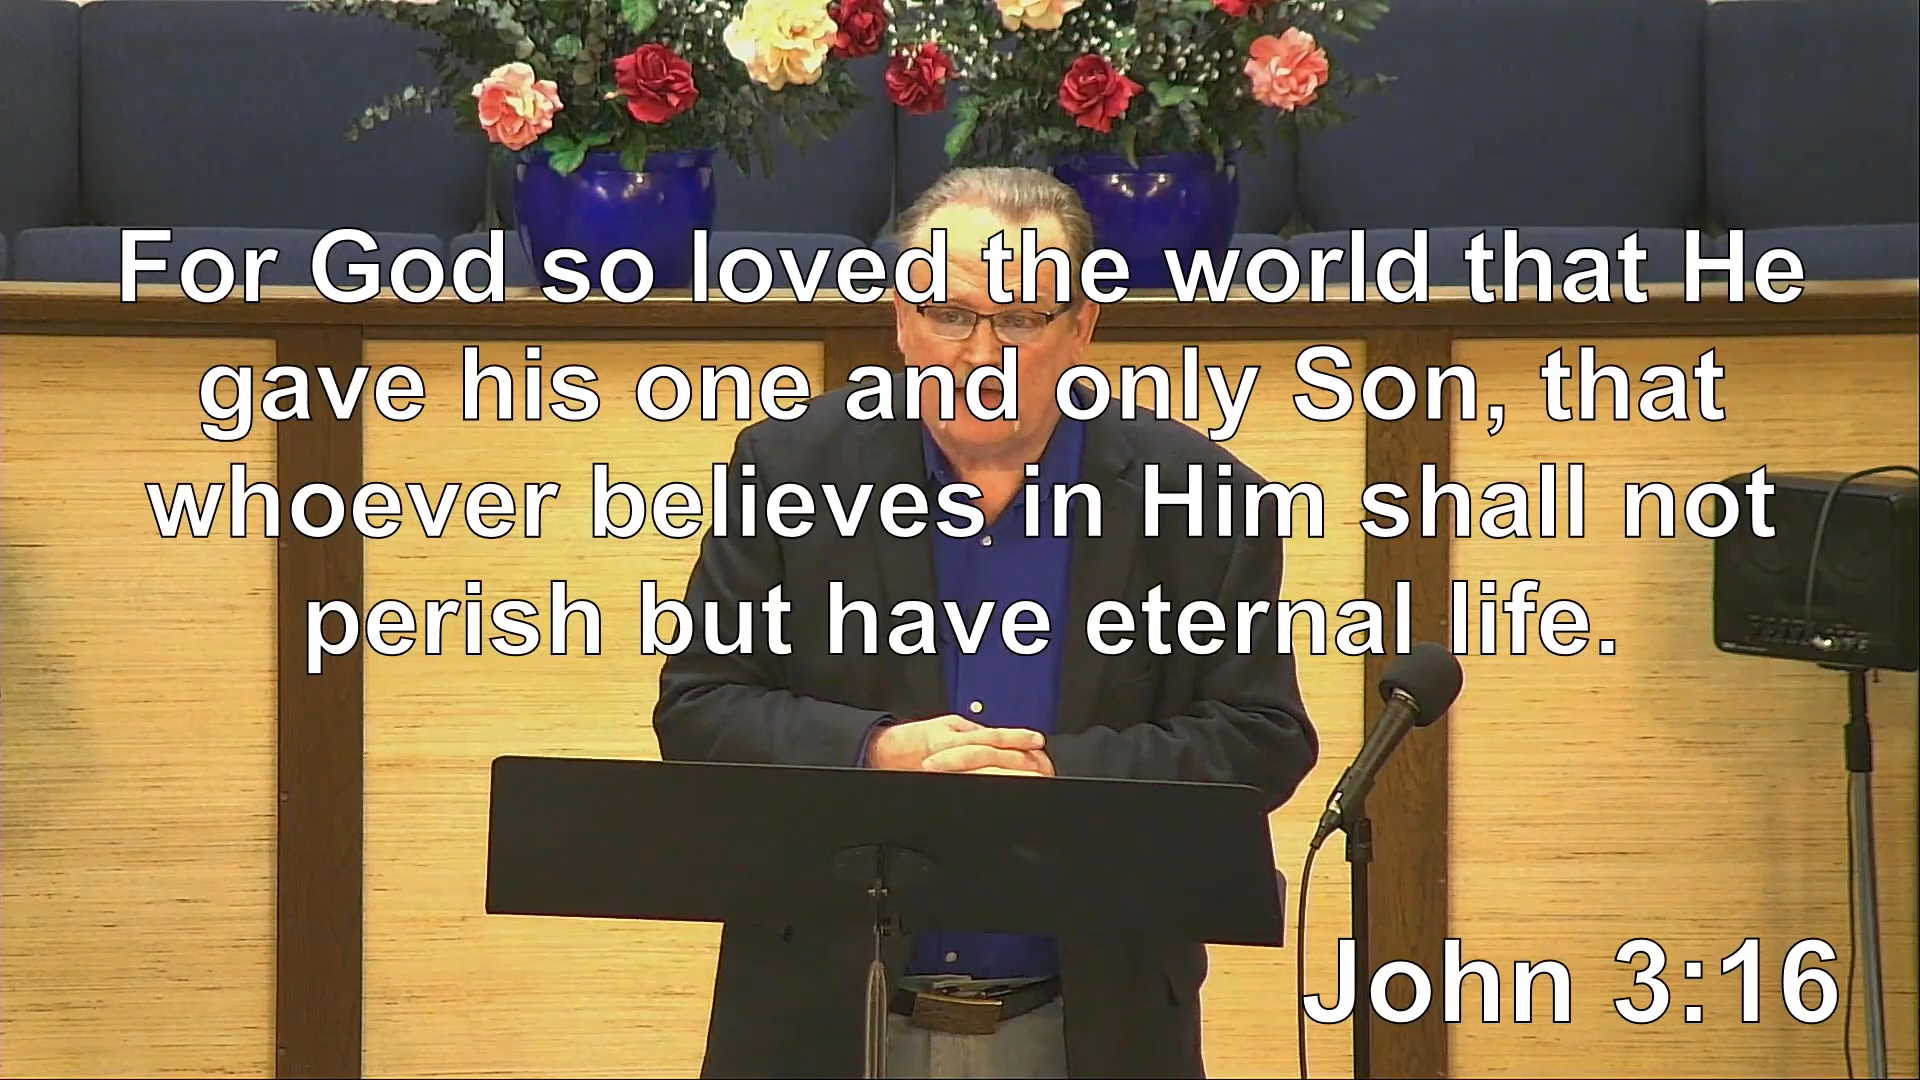 For God so loved the world that He
gave his one and only Son, that
whoever believes in Him shall not
perish but have eternal life.
John 3:16